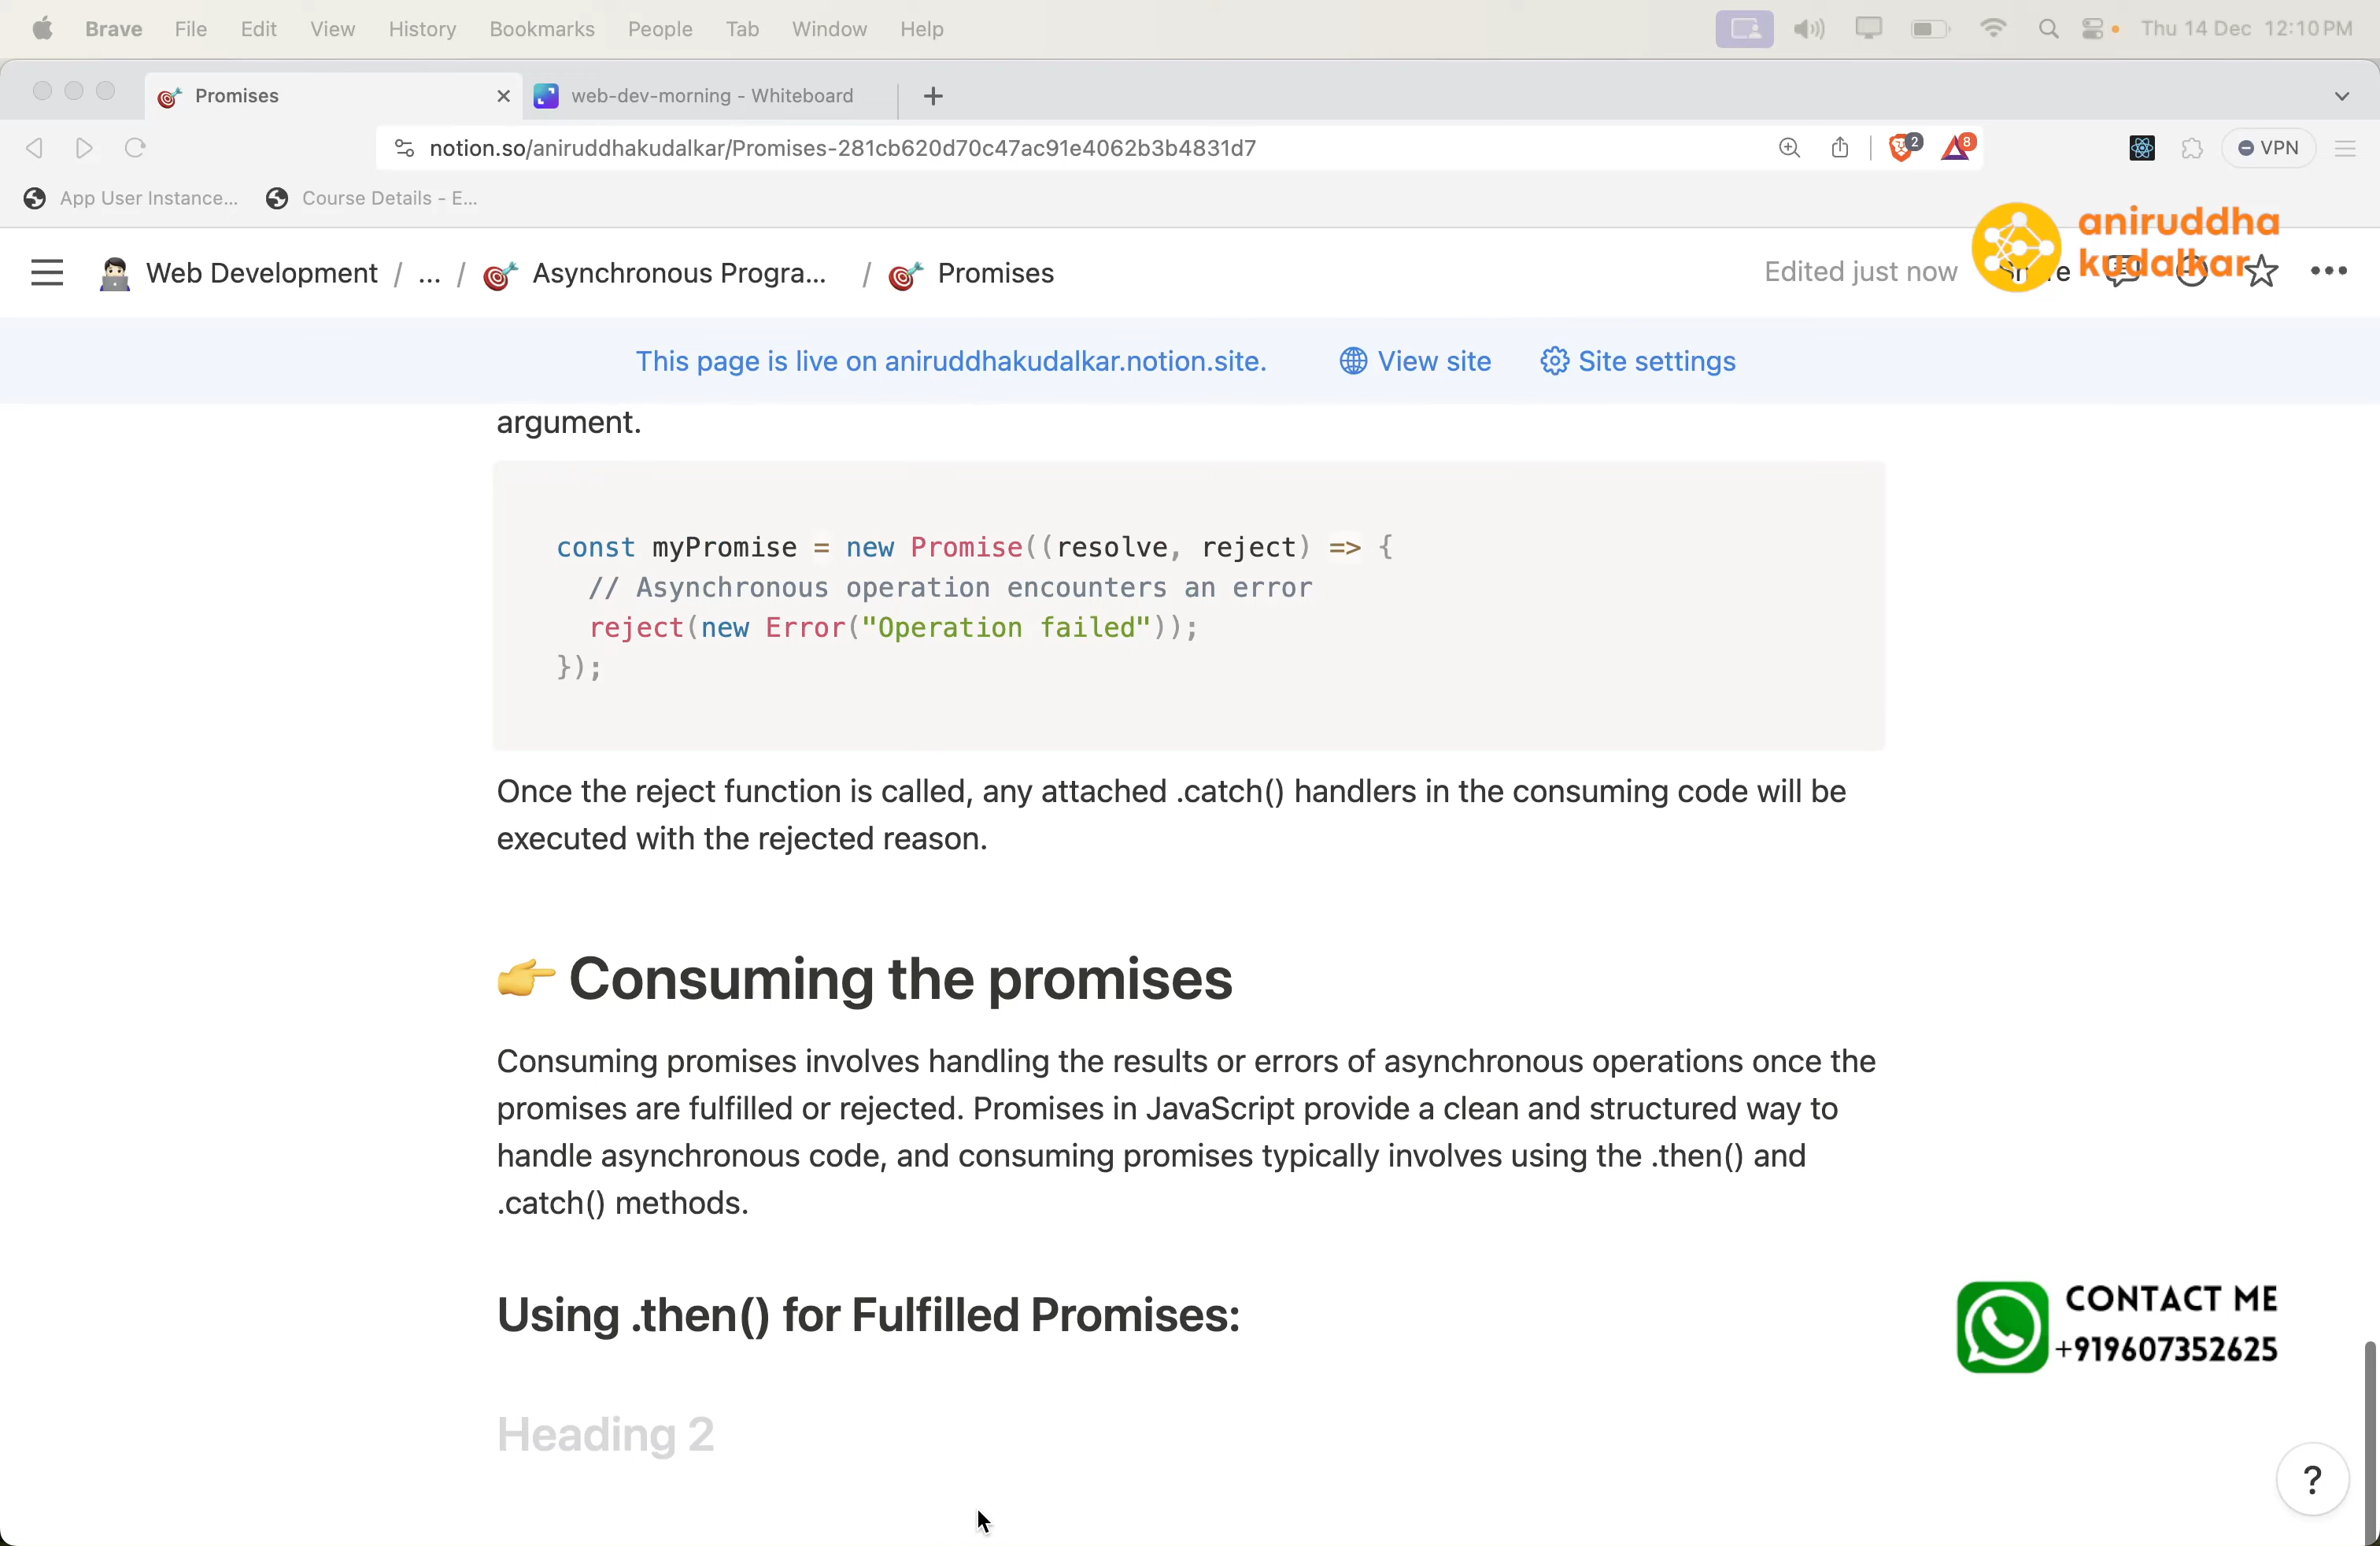 Brave File Edit View History Bookmarks People Tab Window Help Thu 14 Dec 12:10 PM
Promises web-dev-morning - Whiteboard
notion.so/aniruddhakudalkar/Promises-281cb620d70c47ac91e4062b3b4831d7 2 8 VPN
App User Instance... Course Details - E...
aniruddha
kudalkar
Web Development / ... / Asynchronous Progra... / Promises Edited just now
This page is live on aniruddhakudalkar.notion.site. View site Site settings
argument.
const myPromise = new Promise((resolve, reject) => {
// Asynchronous operation encounters an error
reject(new Error("Operation failed"));
});
Once the reject function is called, any attached .catch() handlers in the consuming code will be
executed with the rejected reason.
👉 Consuming the promises
Consuming promises involves handling the results or errors of asynchronous operations once the
promises are fulfilled or rejected. Promises in JavaScript provide a clean and structured way to
handle asynchronous code, and consuming promises typically involves using the .then() and
.catch() methods.
Using .then() for Fulfilled Promises:
CONTACT ME
+919607352625
Heading 2
?